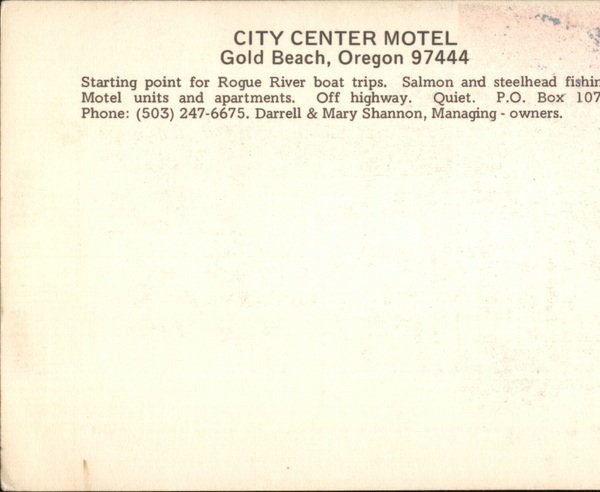 CITY CENTER MOTEL
Gold Beach, Oregon 97444
Starting point for Rogue River boat trips. Salmon and steelhead fishin
Motel units and apartments. Off highway. Quiet. P.O. Box 107
Phone: (503) 247-6675. Darrell & Mary Shannon, Managing - owners.